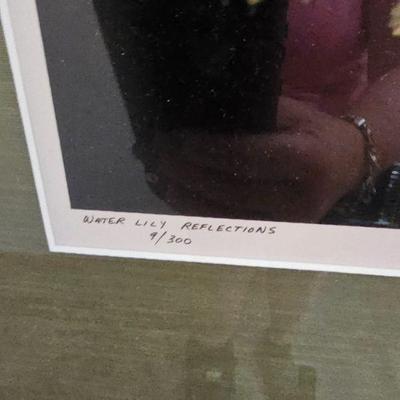 WATER LILY REFLECTIONS
9/300